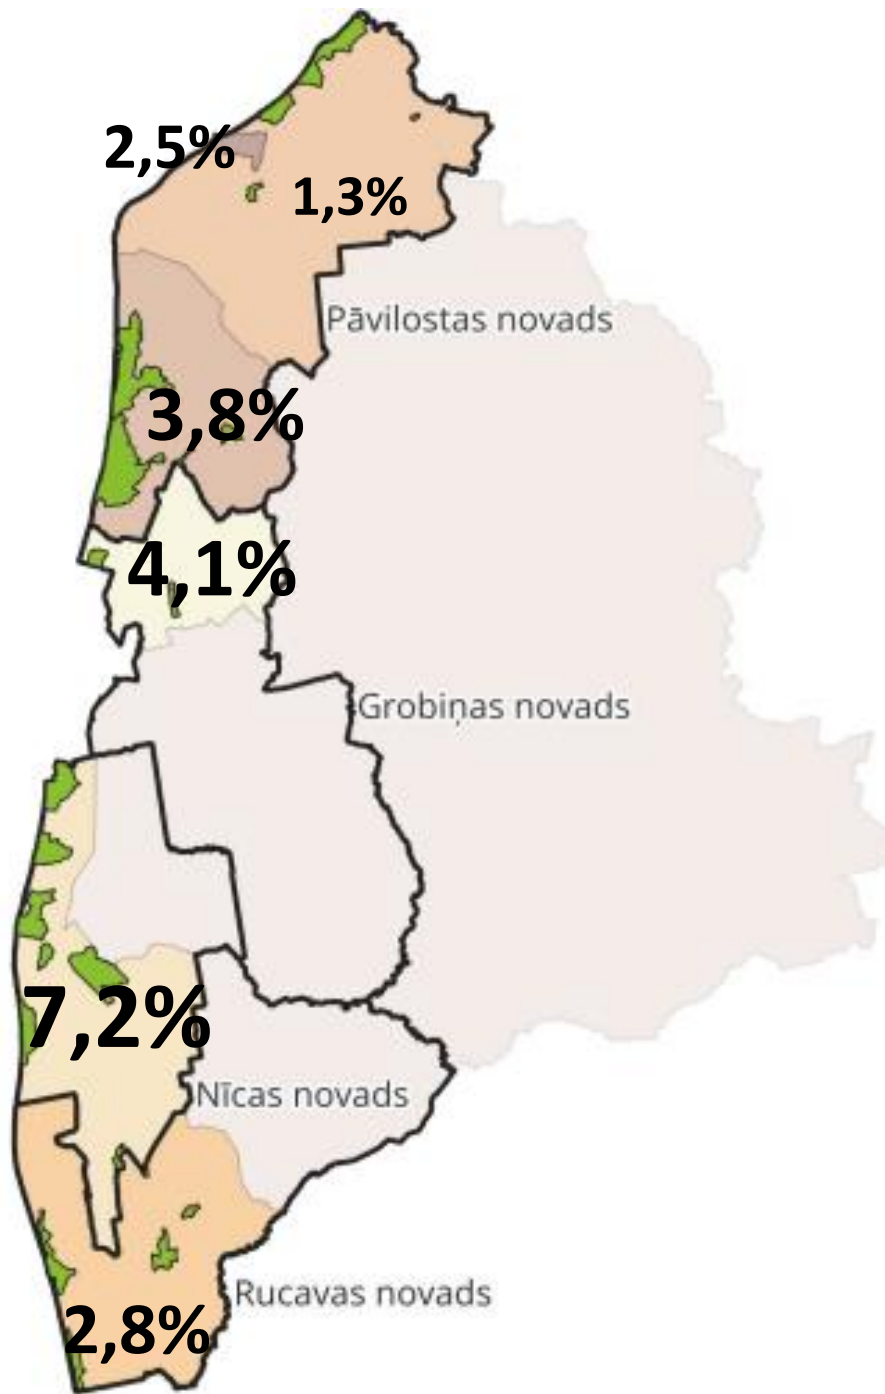 2,5%
1,3%
Pāvilostas novads
3,8%
4,1%
Grobiņas novads
7,2%
Nīcas novads
Rucavas novads
2,8%